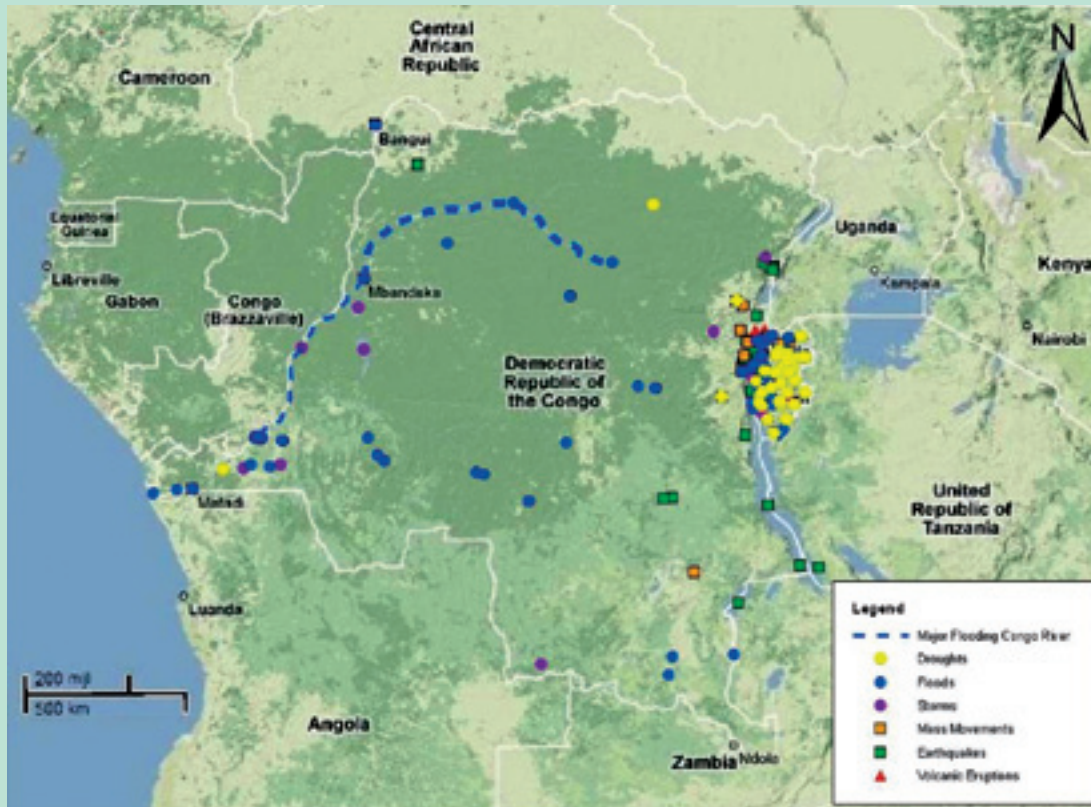 Central
African
Republic
N
Cameroon
Bangui
Equatorial
Guinea
Uganda
Libreville
Kampala
Kenya
Gabon
Congo
(Brazzaville)
Mbandaka
Nairobi
Democratic
Republic of
the Congo
United
Republic of
Tanzania
Matadi
Luanda
200 mi
500 km
Angola
Zambia
Ndola
Legend
Major Flooding Congo River
Droughts
Floods
Storms
Mass Movements
Earthquakes
Volcanic Eruptions